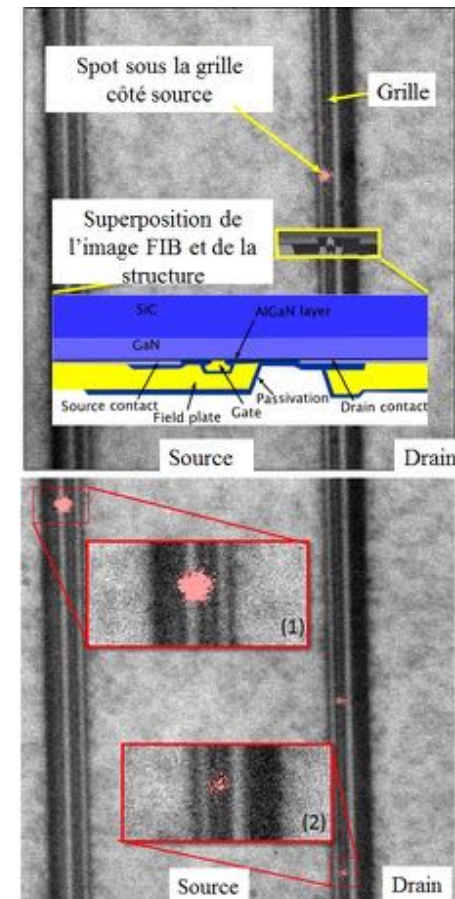 Spot sous la grille
côté source
Grille
Superposition de
l'image FIB et de la
structure
SiC
AlGaN layer
GaN
Source contact
Field plate
Gate
Passivation
Drain contact
Source
Drain
(1)
(2)
Source
Drain